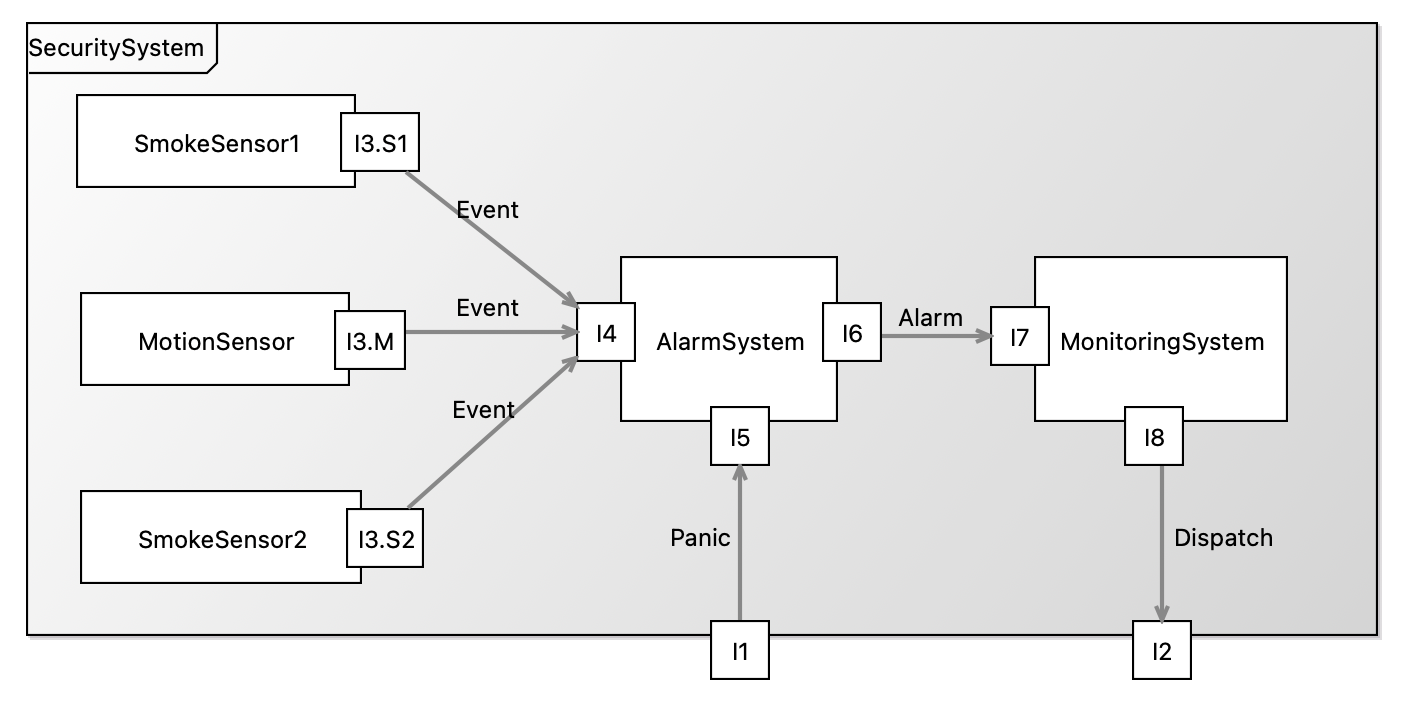 SecuritySystem
SmokeSensor1
I3.S1
Event
MotionSensor
I3.M
Event
SmokeSensor2
I3.S2
Event
I4
AlarmSystem
I6
Alarm
I7
MonitoringSystem
I5
I8
Panic
Dispatch
I1
I2